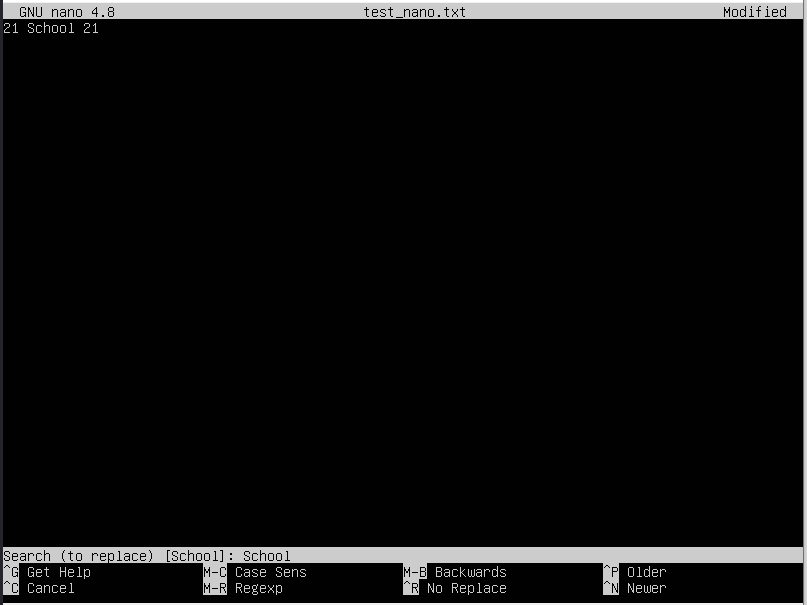 GNU nano 4.8 test_nano.txt Modified
21 School 21
Search (to replace) [School]: School
^G Get Help M-C Case Sens M-B Backwards ^P Older
^C Cancel M-R Regexp ^R No Replace ^N Newer